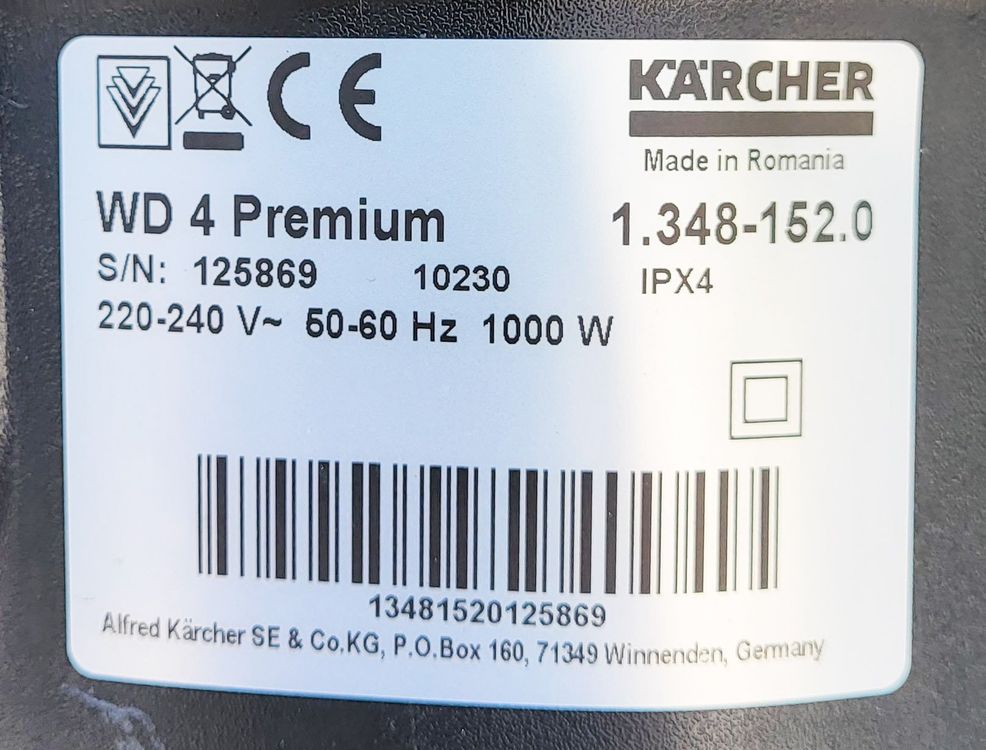 CE
KÄRCHER
Made in Romania
WD 4 Premium 1.348-152.0
S/N: 125869 10230 IPX4
220-240 V~ 50-60 Hz 1000 W
13481520125869
Alfred Kärcher SE & Co.KG, P.O.Box 160, 71349 Winnenden, Germany